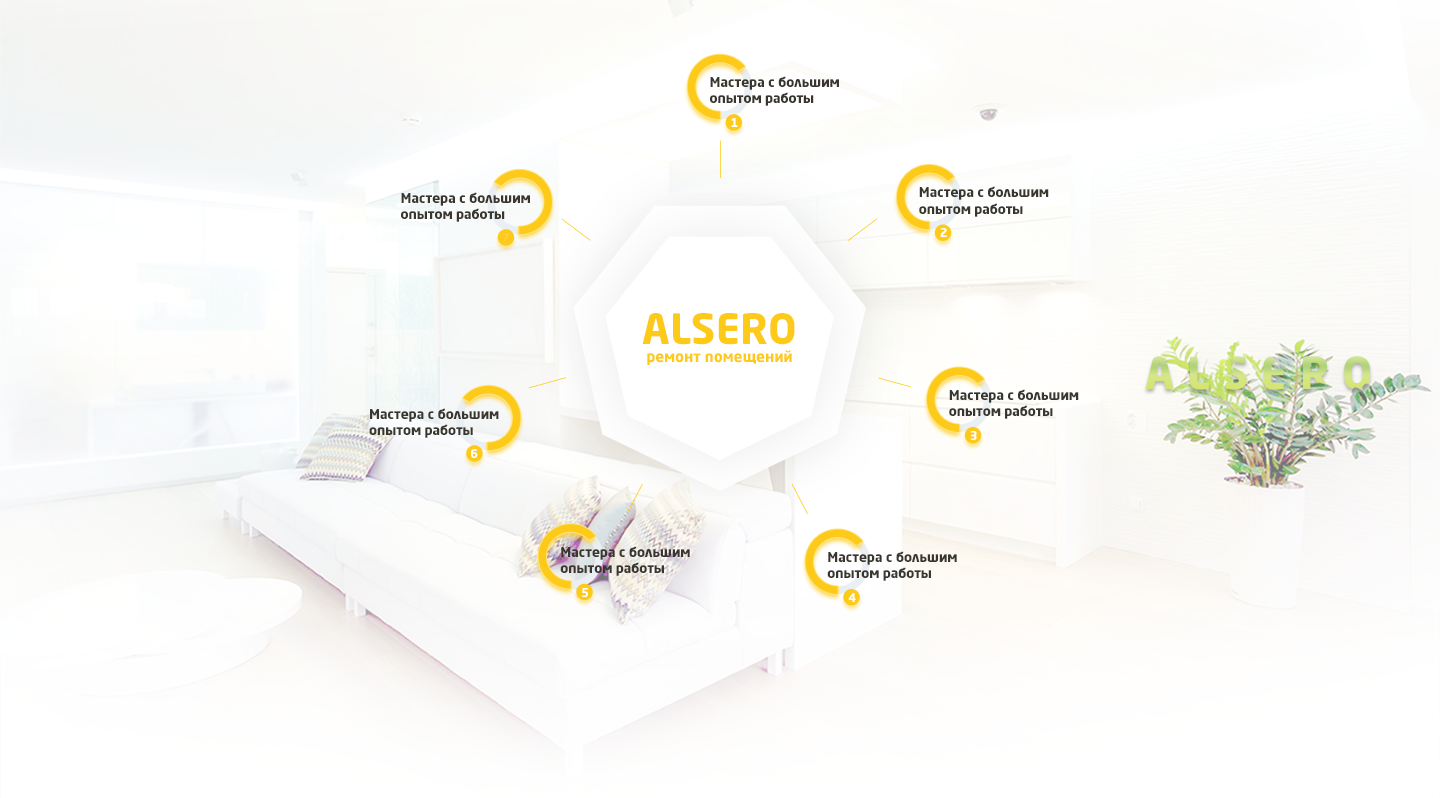 Мастера с большим
опытом работы
1
Мастера с большим
опытом работы
2
Мастера с большим
опытом работы
3
Мастера с большим
опытом работы
4
Мастера с большим
опытом работы
5
Мастера с большим
опытом работы
6
Мастера с большим
опытом работы
ALSERO
ремонт помещений
ALSERO